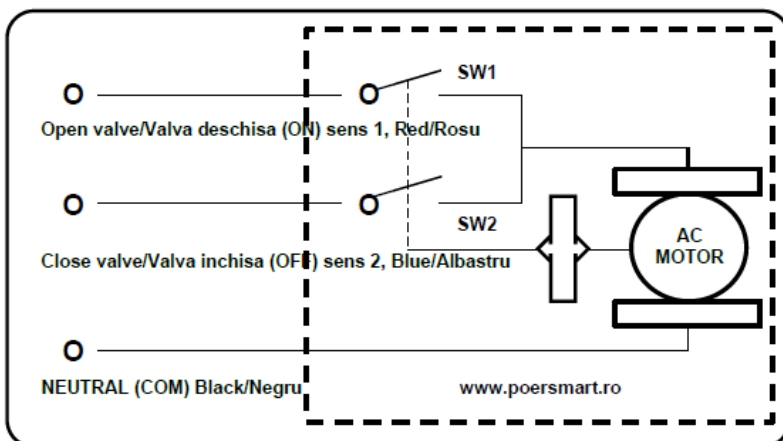 SW1
Open valve/Valva deschisa (ON) sens 1, Red/Rosu
SW2
AC
MOTOR
Close valve/Valva inchisa (OFF) sens 2, Blue/Albastru
NEUTRAL (COM) Black/Negru
www.poersmart.ro